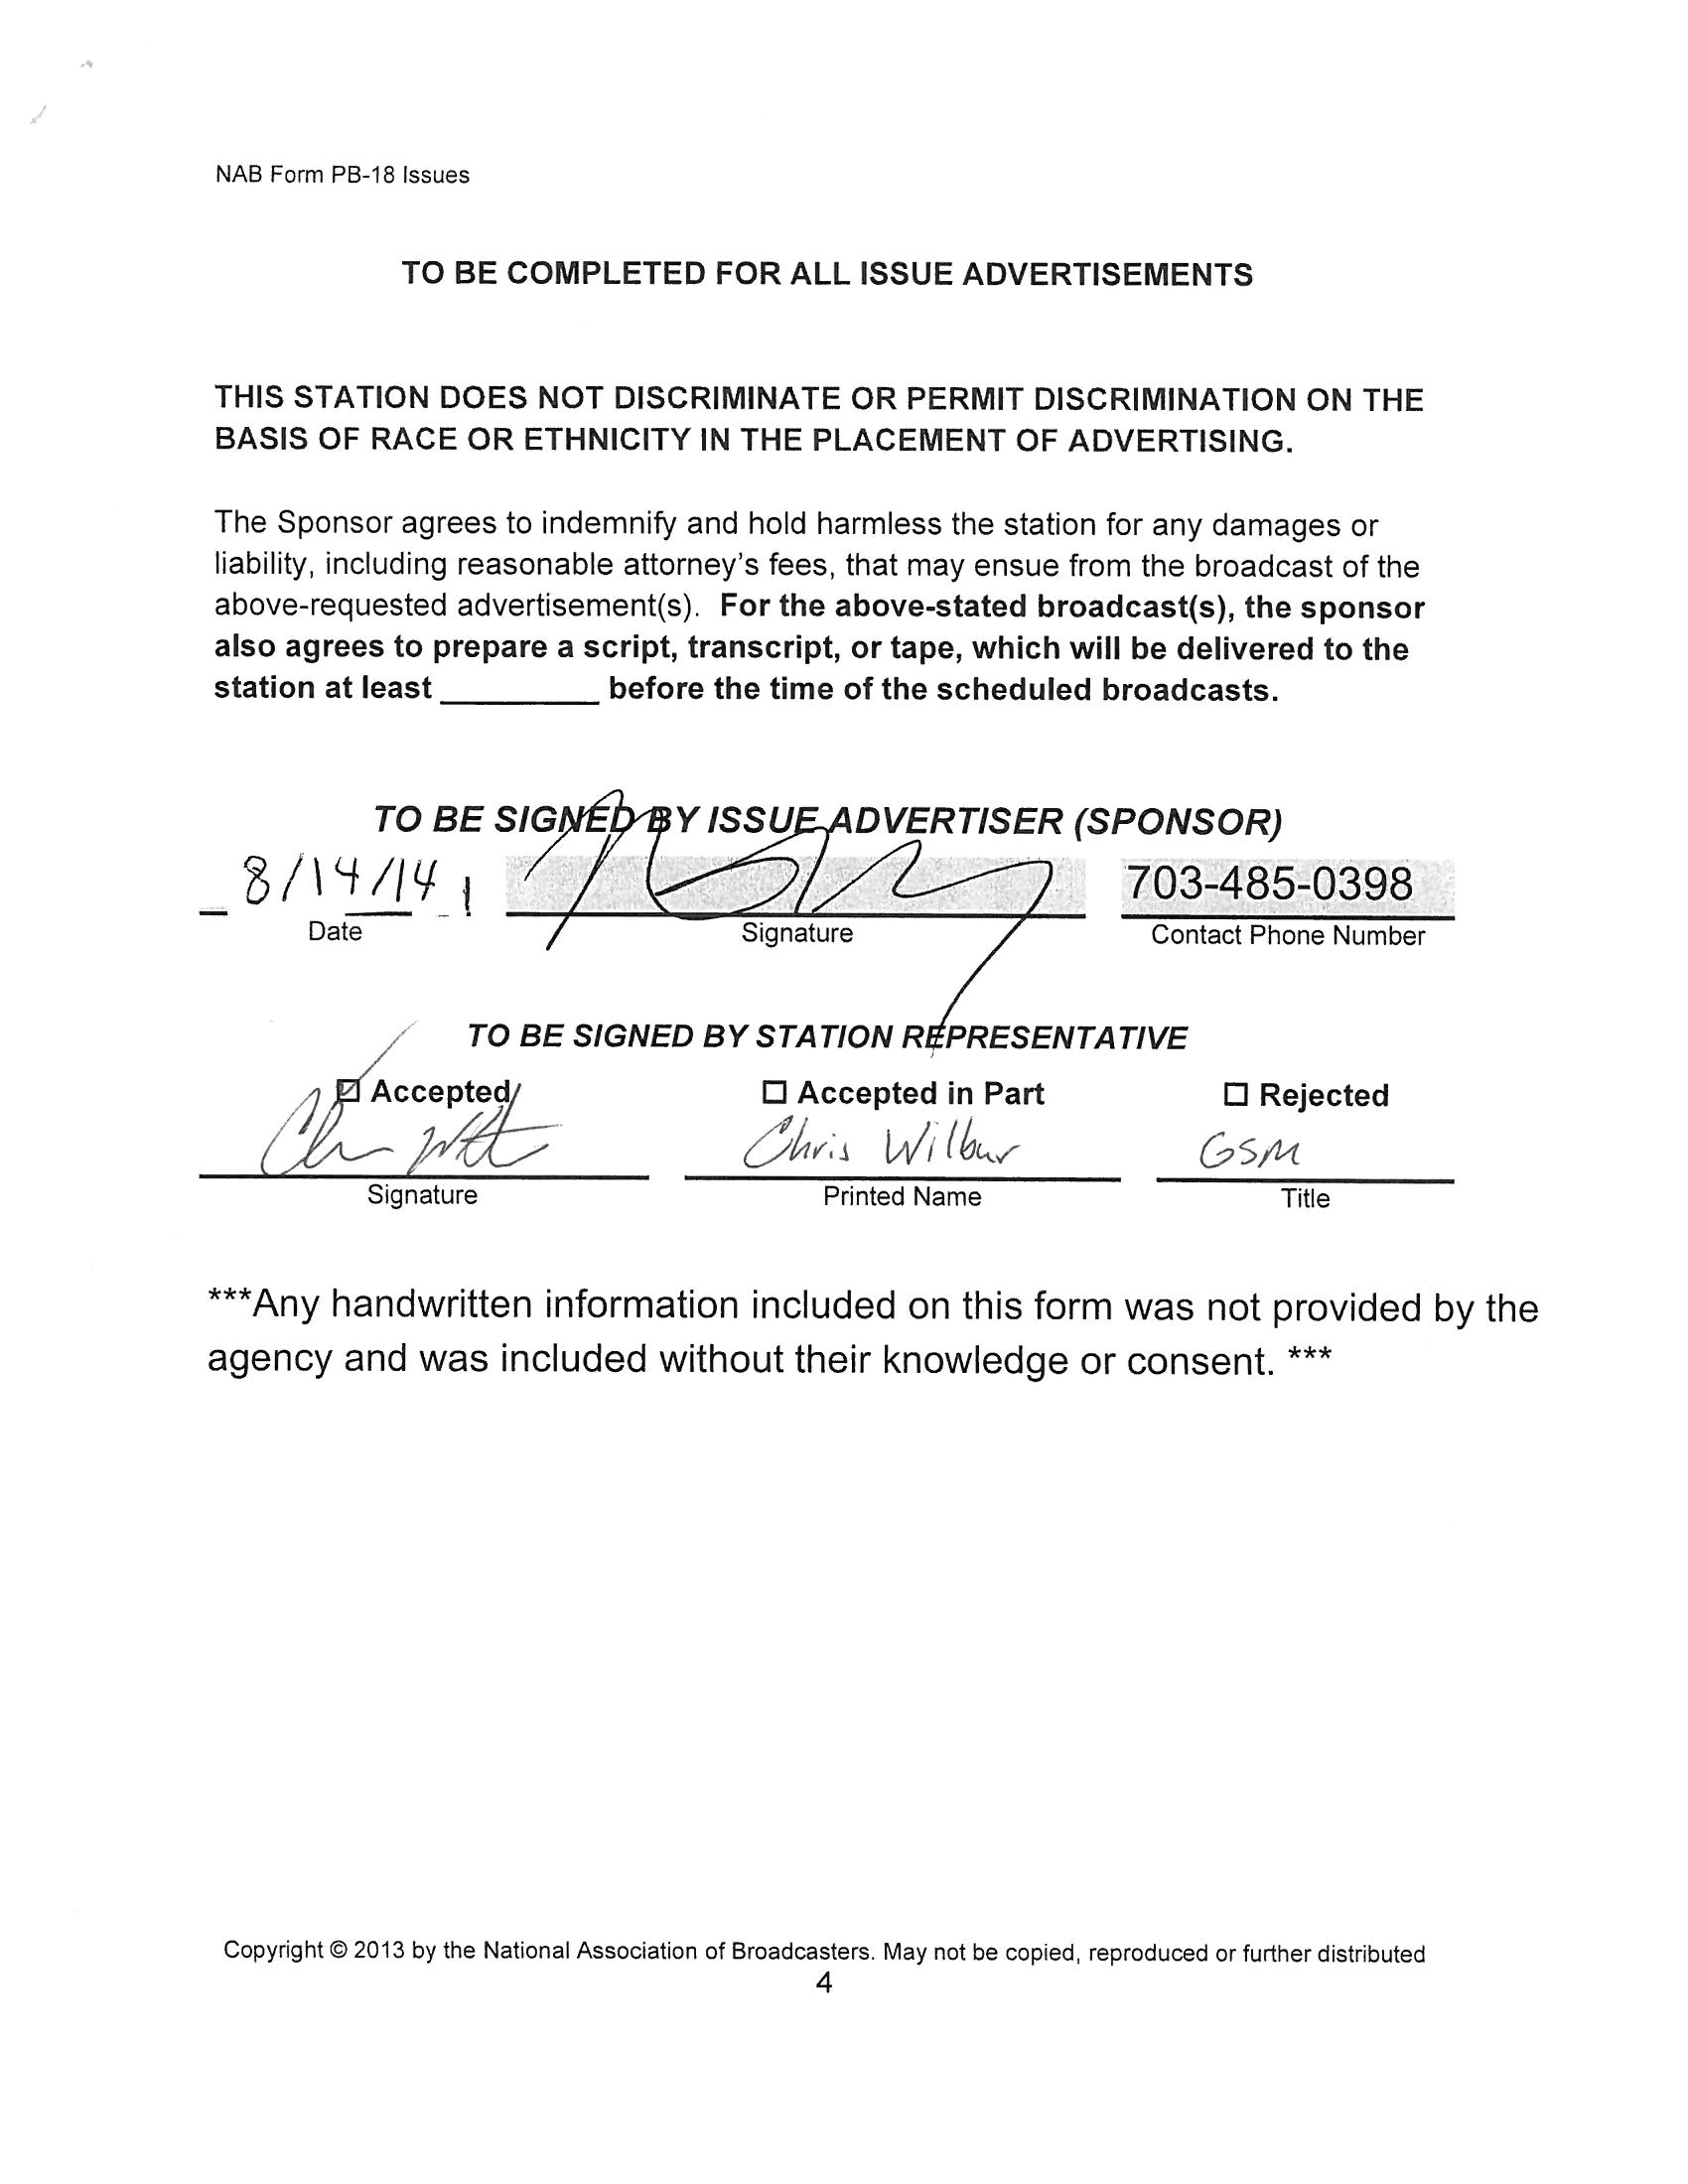 NAB Form PB-18 Issues
TO BE COMPLETED FOR ALL ISSUE ADVERTISEMENTS
THIS STATION DOES NOT DISCRIMINATE OR PERMIT DISCRIMINATION ON THE
BASIS OF RACE OR ETHNICITY IN THE PLACEMENT OF ADVERTISING.
The Sponsor agrees to indemnify and hold harmless the station for any damages or
liability, including reasonable attorney's fees, that may ensue from the broadcast of the
above-requested advertisement(s). For the above-stated broadcast(s), the sponsor
also agrees to prepare a script, transcript, or tape, which will be delivered to the
station at least _________ before the time of the scheduled broadcasts.
TO BE SIGNED BY ISSUE ADVERTISER (SPONSOR)
8/14/14 703-485-0398
Date Signature Contact Phone Number
TO BE SIGNED BY STATION REPRESENTATIVE
☑ Accepted ☐ Accepted in Part ☐ Rejected
Chris Wilbur GSM
Signature Printed Name Title
***Any handwritten information included on this form was not provided by the
agency and was included without their knowledge or consent. ***
Copyright © 2013 by the National Association of Broadcasters. May not be copied, reproduced or further distributed
4